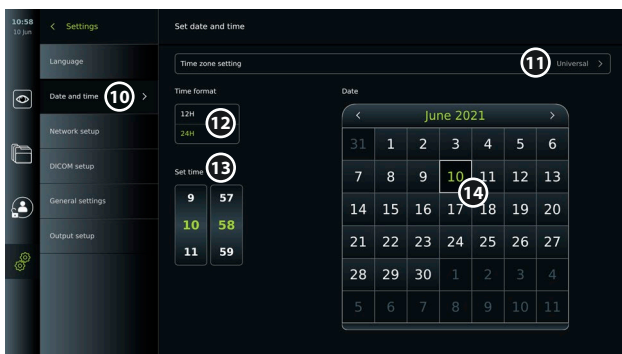 10:58
10 Jun
Settings
Set date and time
Language
Time zone setting
11
Universal
Date and time
10
Time format
Date
12H
24H
12
June 2021
Network setup
31 1 2 3 4 5 6
DICOM setup
Set time
13
7 8 9 10 11 12 13
14
General settings
9 57
10 58
11 59
14 15 16 17 18 19 20
Output setup
21 22 23 24 25 26 27
28 29 30 1 2 3 4
5 6 7 8 9 10 11